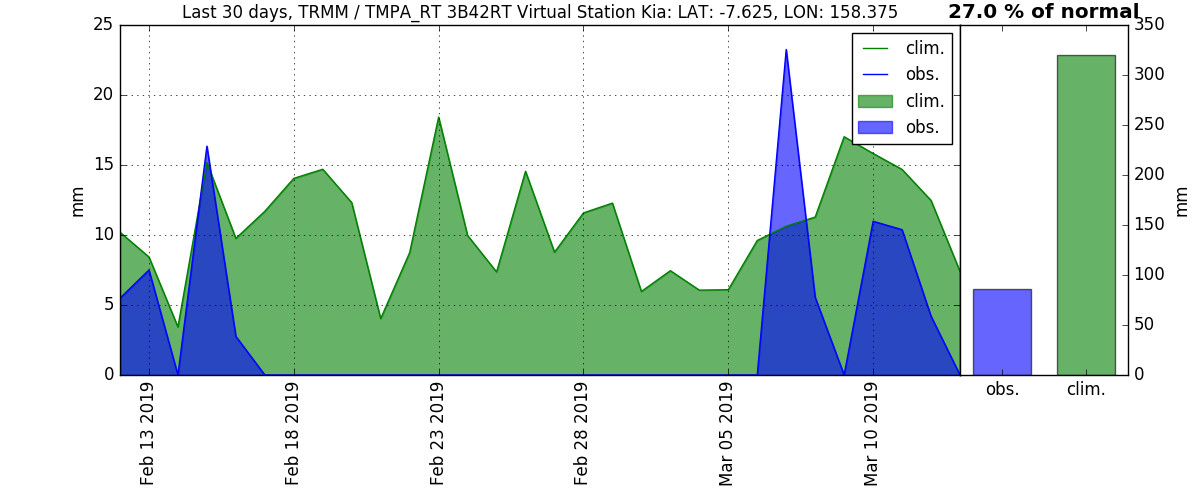 Last 30 days, TRMM / TMPA_RT 3B42RT Virtual Station Kia: LAT: -7.625, LON: 158.375
27.0 % of normal
25
20
15
10
5
0
mm
clim.
obs.
clim.
obs.
350
300
250
200
150
100
50
0
mm
Feb 13 2019
Feb 18 2019
Feb 23 2019
Feb 28 2019
Mar 05 2019
Mar 10 2019
obs.
clim.